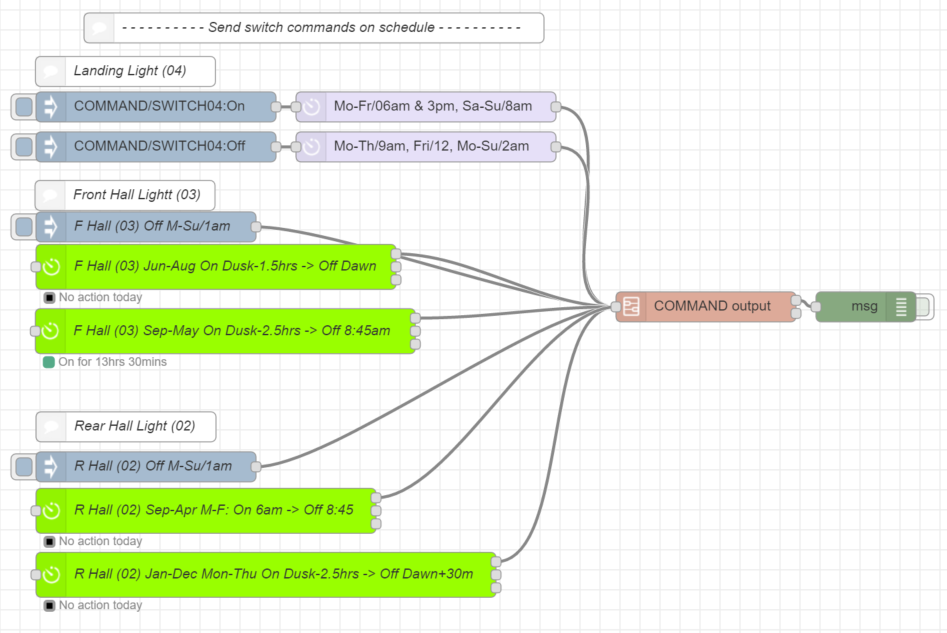 - - - - - - - - - - Send switch commands on schedule - - - - - - - - - -
Landing Light (04)
COMMAND/SWITCH04:On
Mo-Fr/06am & 3pm, Sa-Su/8am
COMMAND/SWITCH04:Off
Mo-Th/9am, Fri/12, Mo-Su/2am
Front Hall Lightt (03)
F Hall (03) Off M-Su/1am
F Hall (03) Jun-Aug On Dusk-1.5hrs -> Off Dawn
No action today
COMMAND output
msg
F Hall (03) Sep-May On Dusk-2.5hrs -> Off 8:45am
On for 13hrs 30mins
Rear Hall Light (02)
R Hall (02) Off M-Su/1am
R Hall (02) Sep-Apr M-F: On 6am -> Off 8:45
No action today
R Hall (02) Jan-Dec Mon-Thu On Dusk-2.5hrs -> Off Dawn+30m
No action today